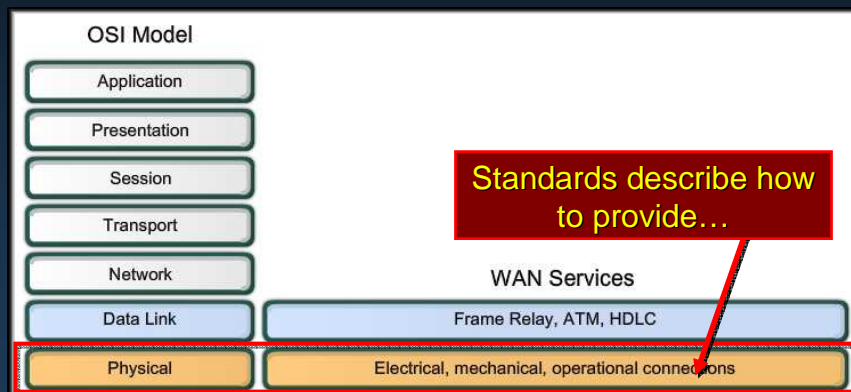 OSI Model
Application
Presentation
Session
Transport
Network
Data Link
Physical
Standards describe how
to provide…
WAN Services
Frame Relay, ATM, HDLC
Electrical, mechanical, operational connections